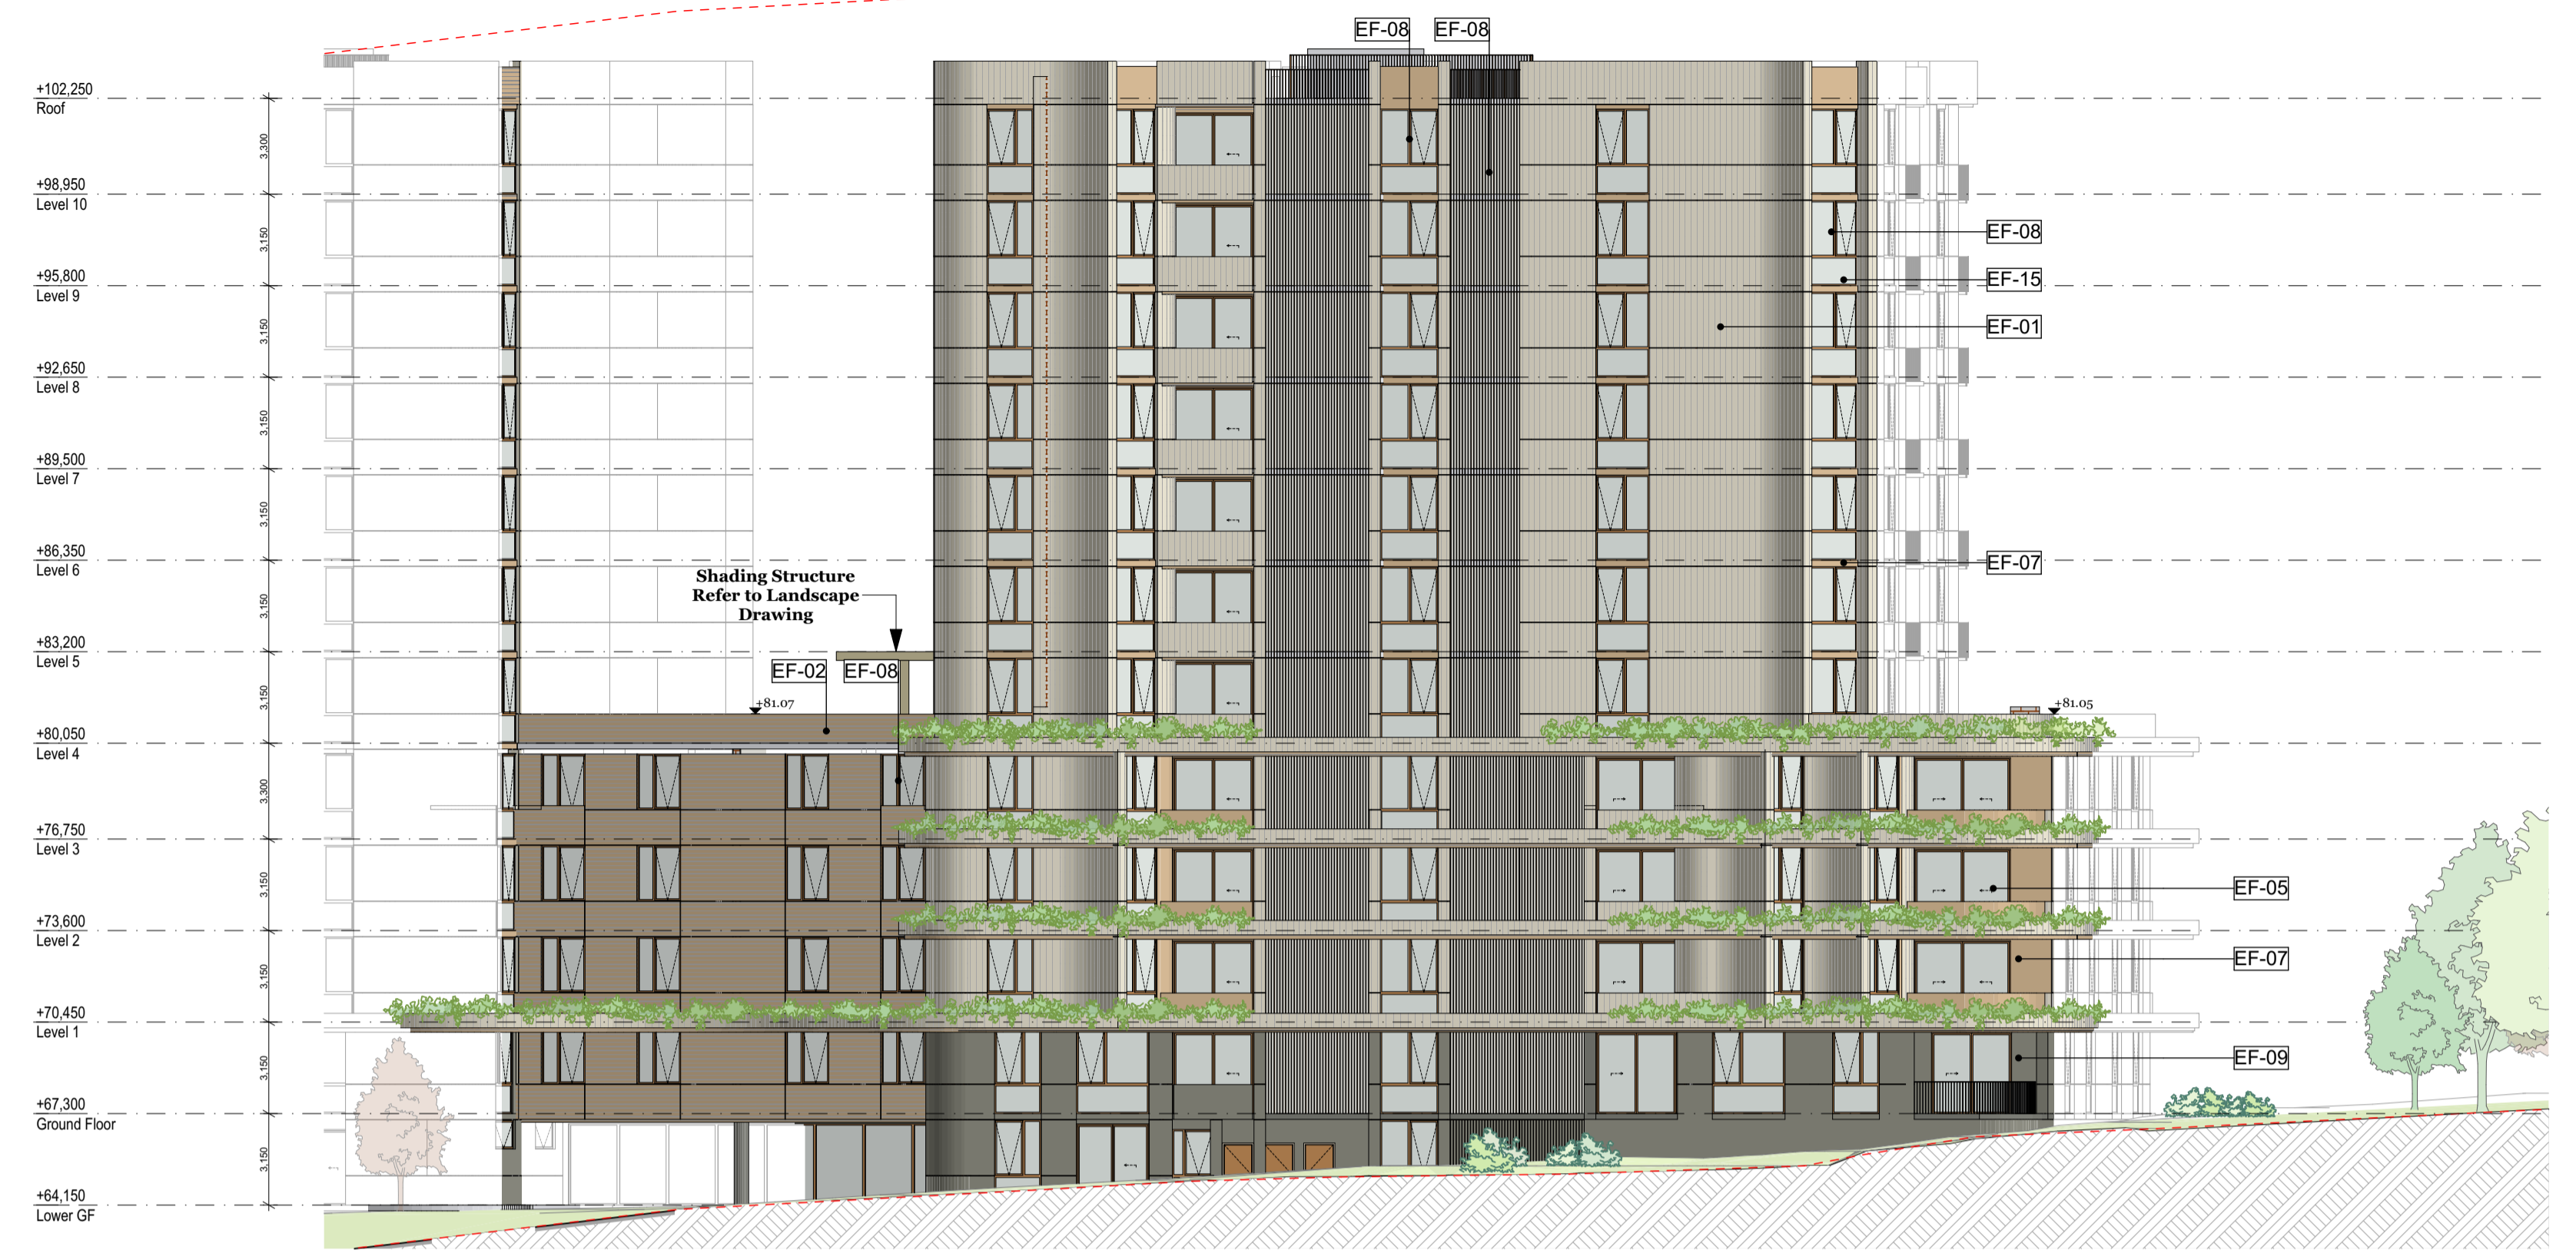 EF-08 EF-08
+102,250
Roof
3,300
+98,950
Level 10
EF-08
3,150
+95,800
Level 9
EF-15
3,150
EF-01
+92,650
Level 8
3,150
+89,500
Level 7
3,150
+86,350
Level 6
EF-07
Shading Structure
Refer to Landscape
Drawing
3,150
+83,200
Level 5
EF-02 EF-08
3,150
+81.07
+81.05
+80,050
Level 4
3,300
+76,750
Level 3
3,150
EF-05
+73,600
Level 2
EF-07
3,150
+70,450
Level 1
EF-09
3,150
+67,300
Ground Floor
3,150
+64,150
Lower GF